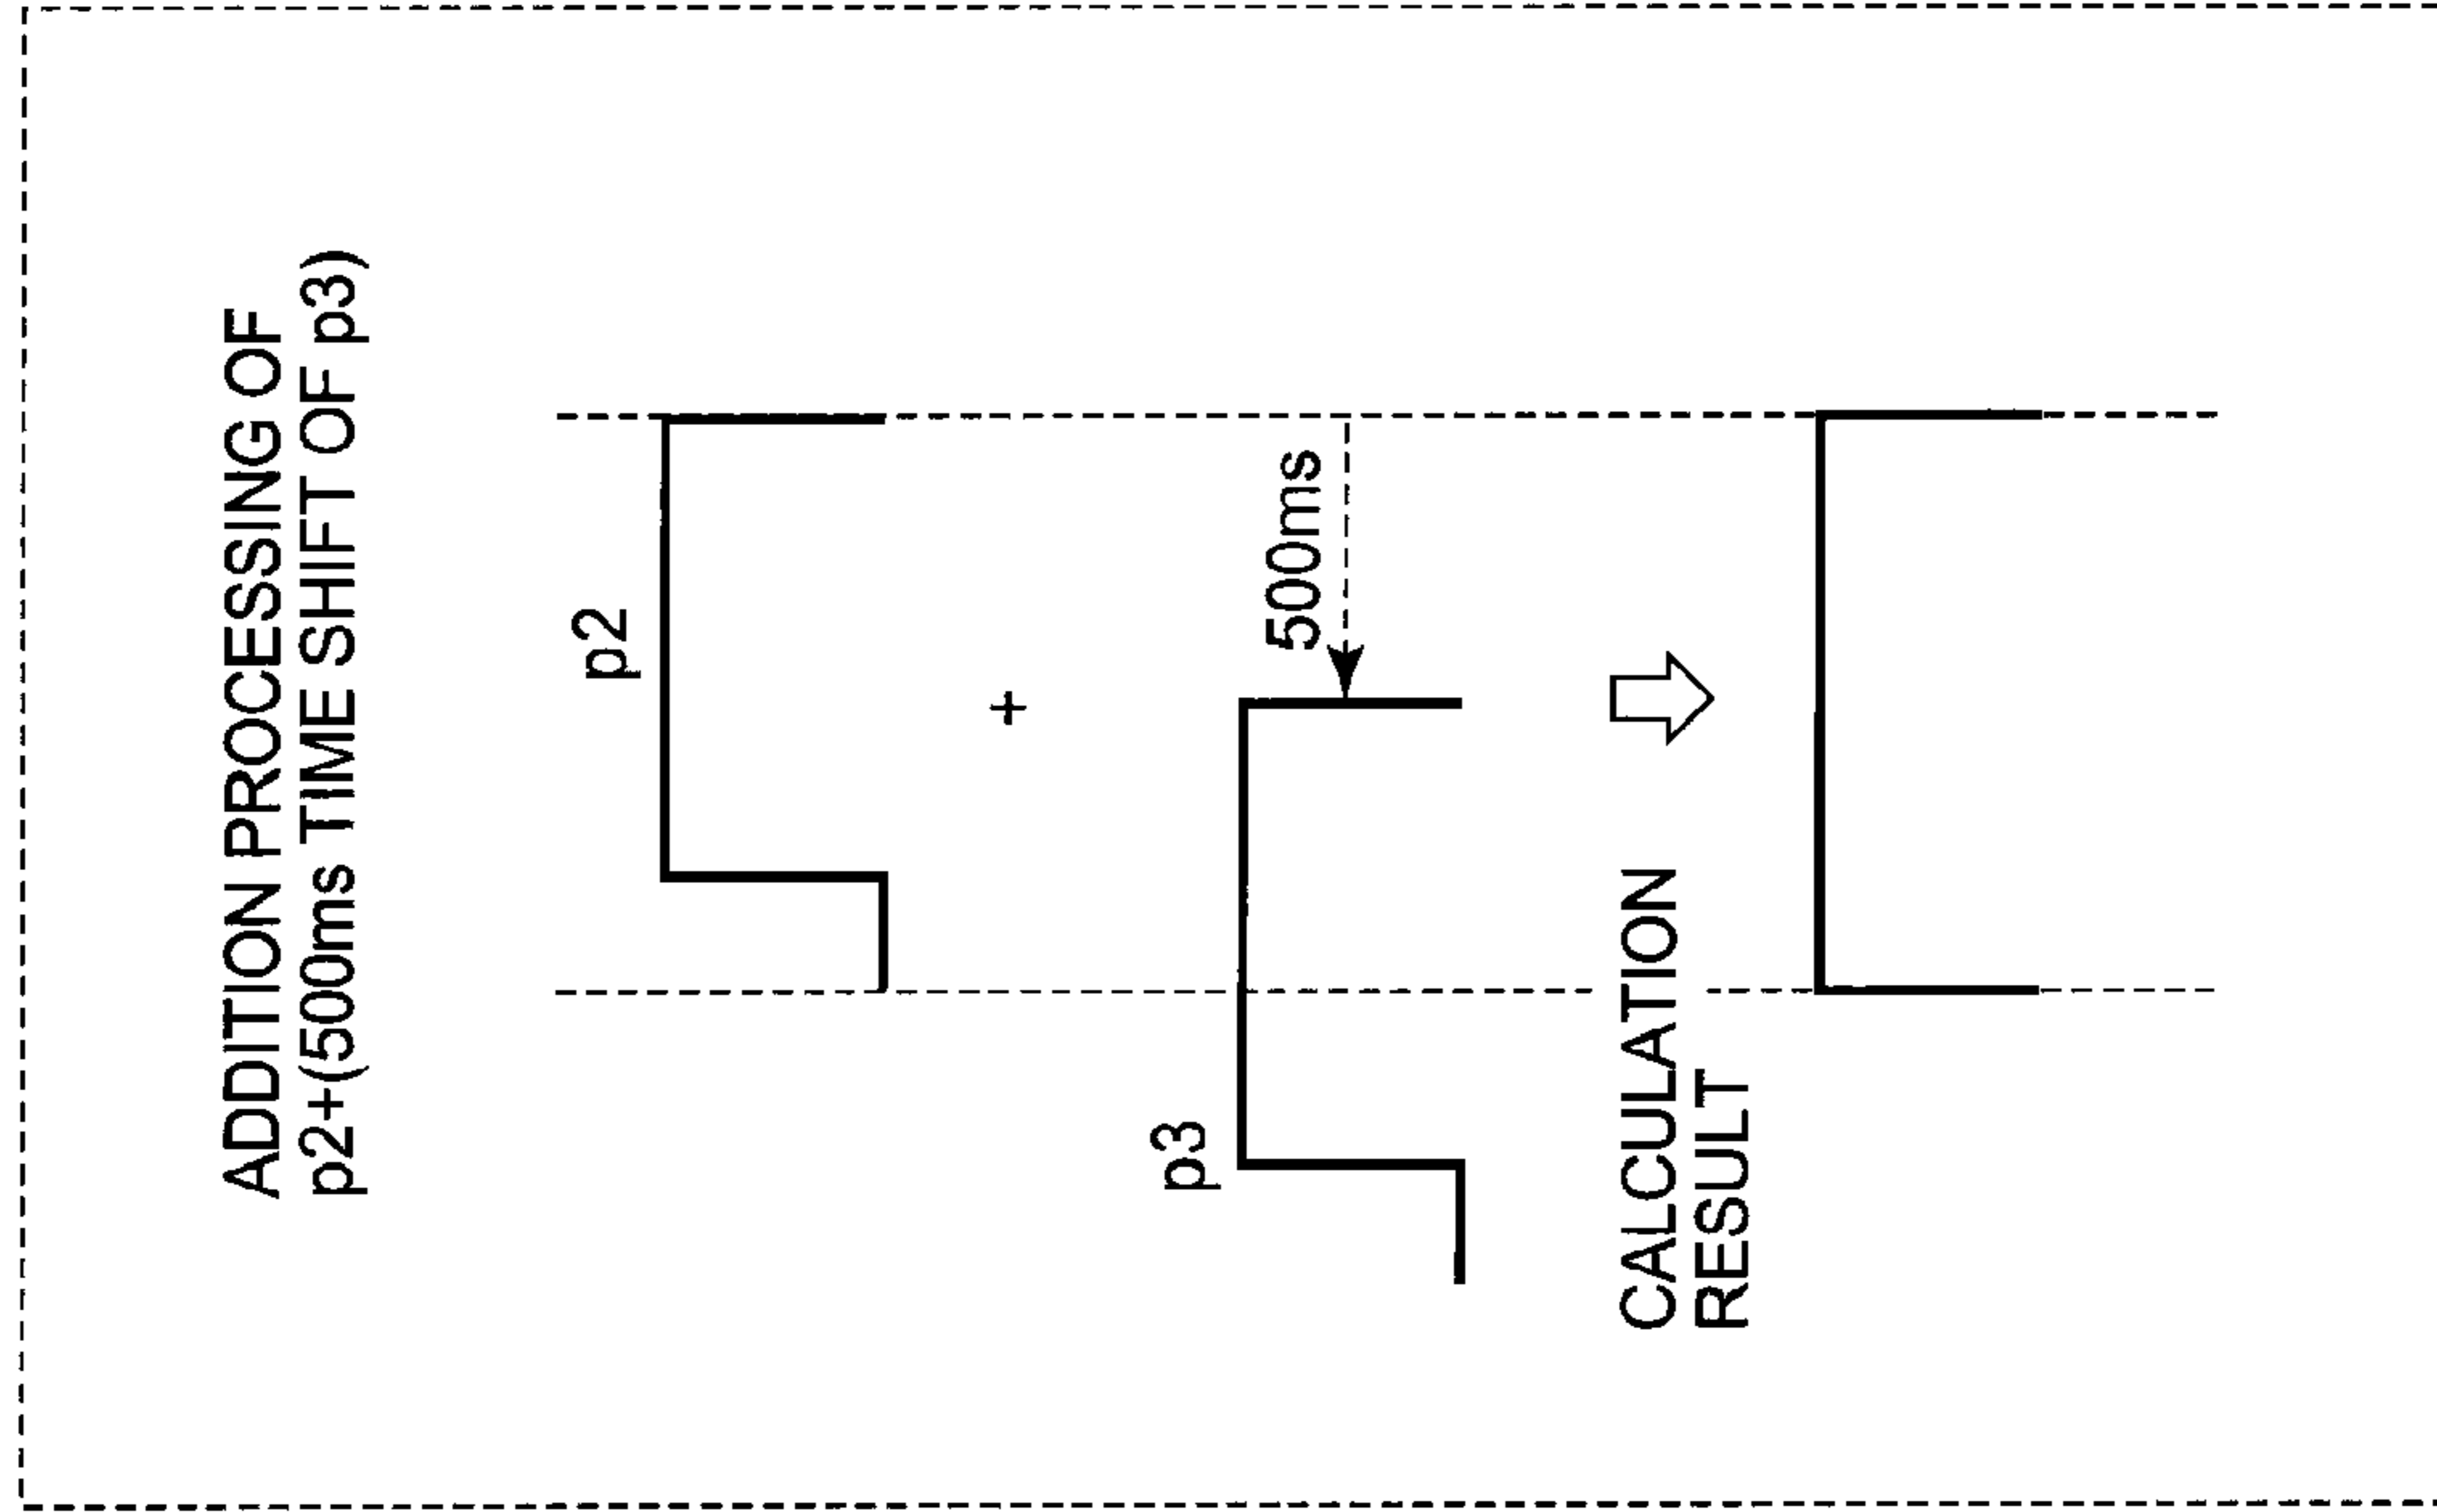 ADDITION PROCESSING OF
p2+(500ms TIME SHIFT OF p3)
p2
+
p3
500ms
CALCULATION
RESULT